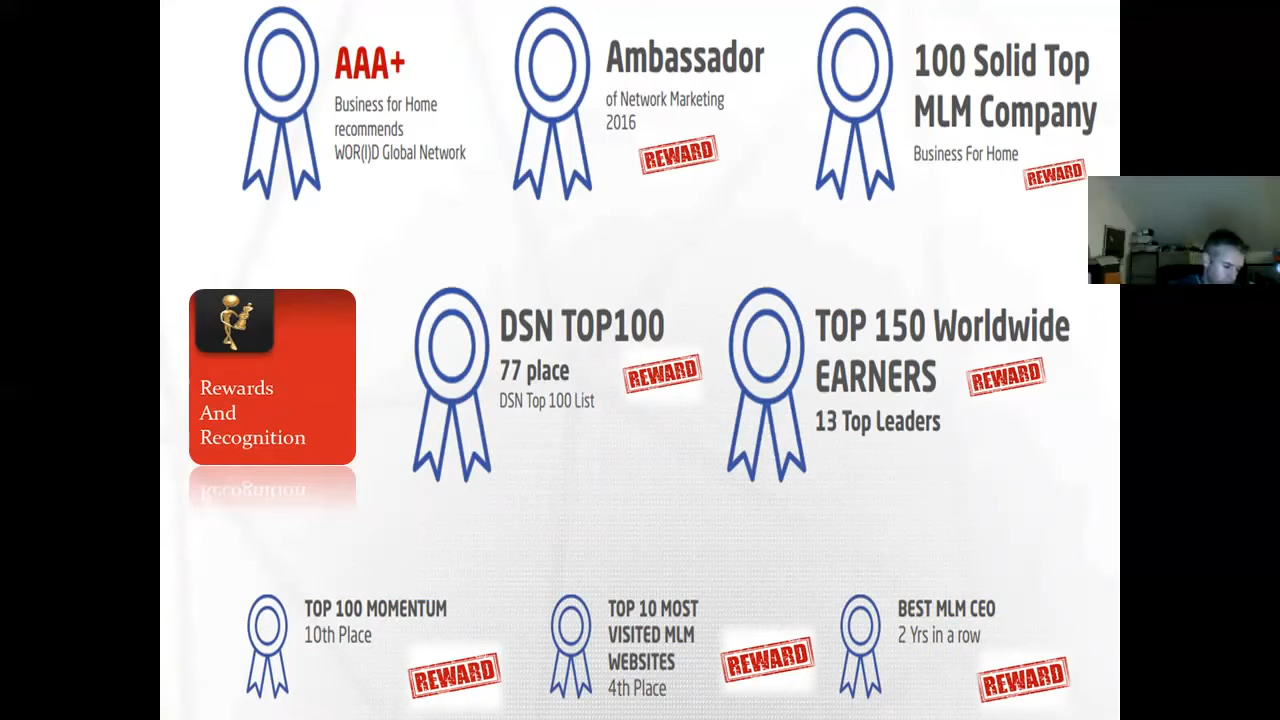 AAA+
Business for Home
recommends
WOR(I)D Global Network
Ambassador
of Network Marketing
2016
REWARD
100 Solid Top
MLM Company
Business For Home
REWARD
Rewards
And
Recognition
DSN TOP100
77 place
DSN Top 100 List
REWARD
TOP 150 Worldwide
EARNERS
13 Top Leaders
REWARD
TOP 100 MOMENTUM
10th Place
REWARD
TOP 10 MOST
VISITED MLM
WEBSITES
4th Place
REWARD
BEST MLM CEO
2 Yrs in a row
REWARD